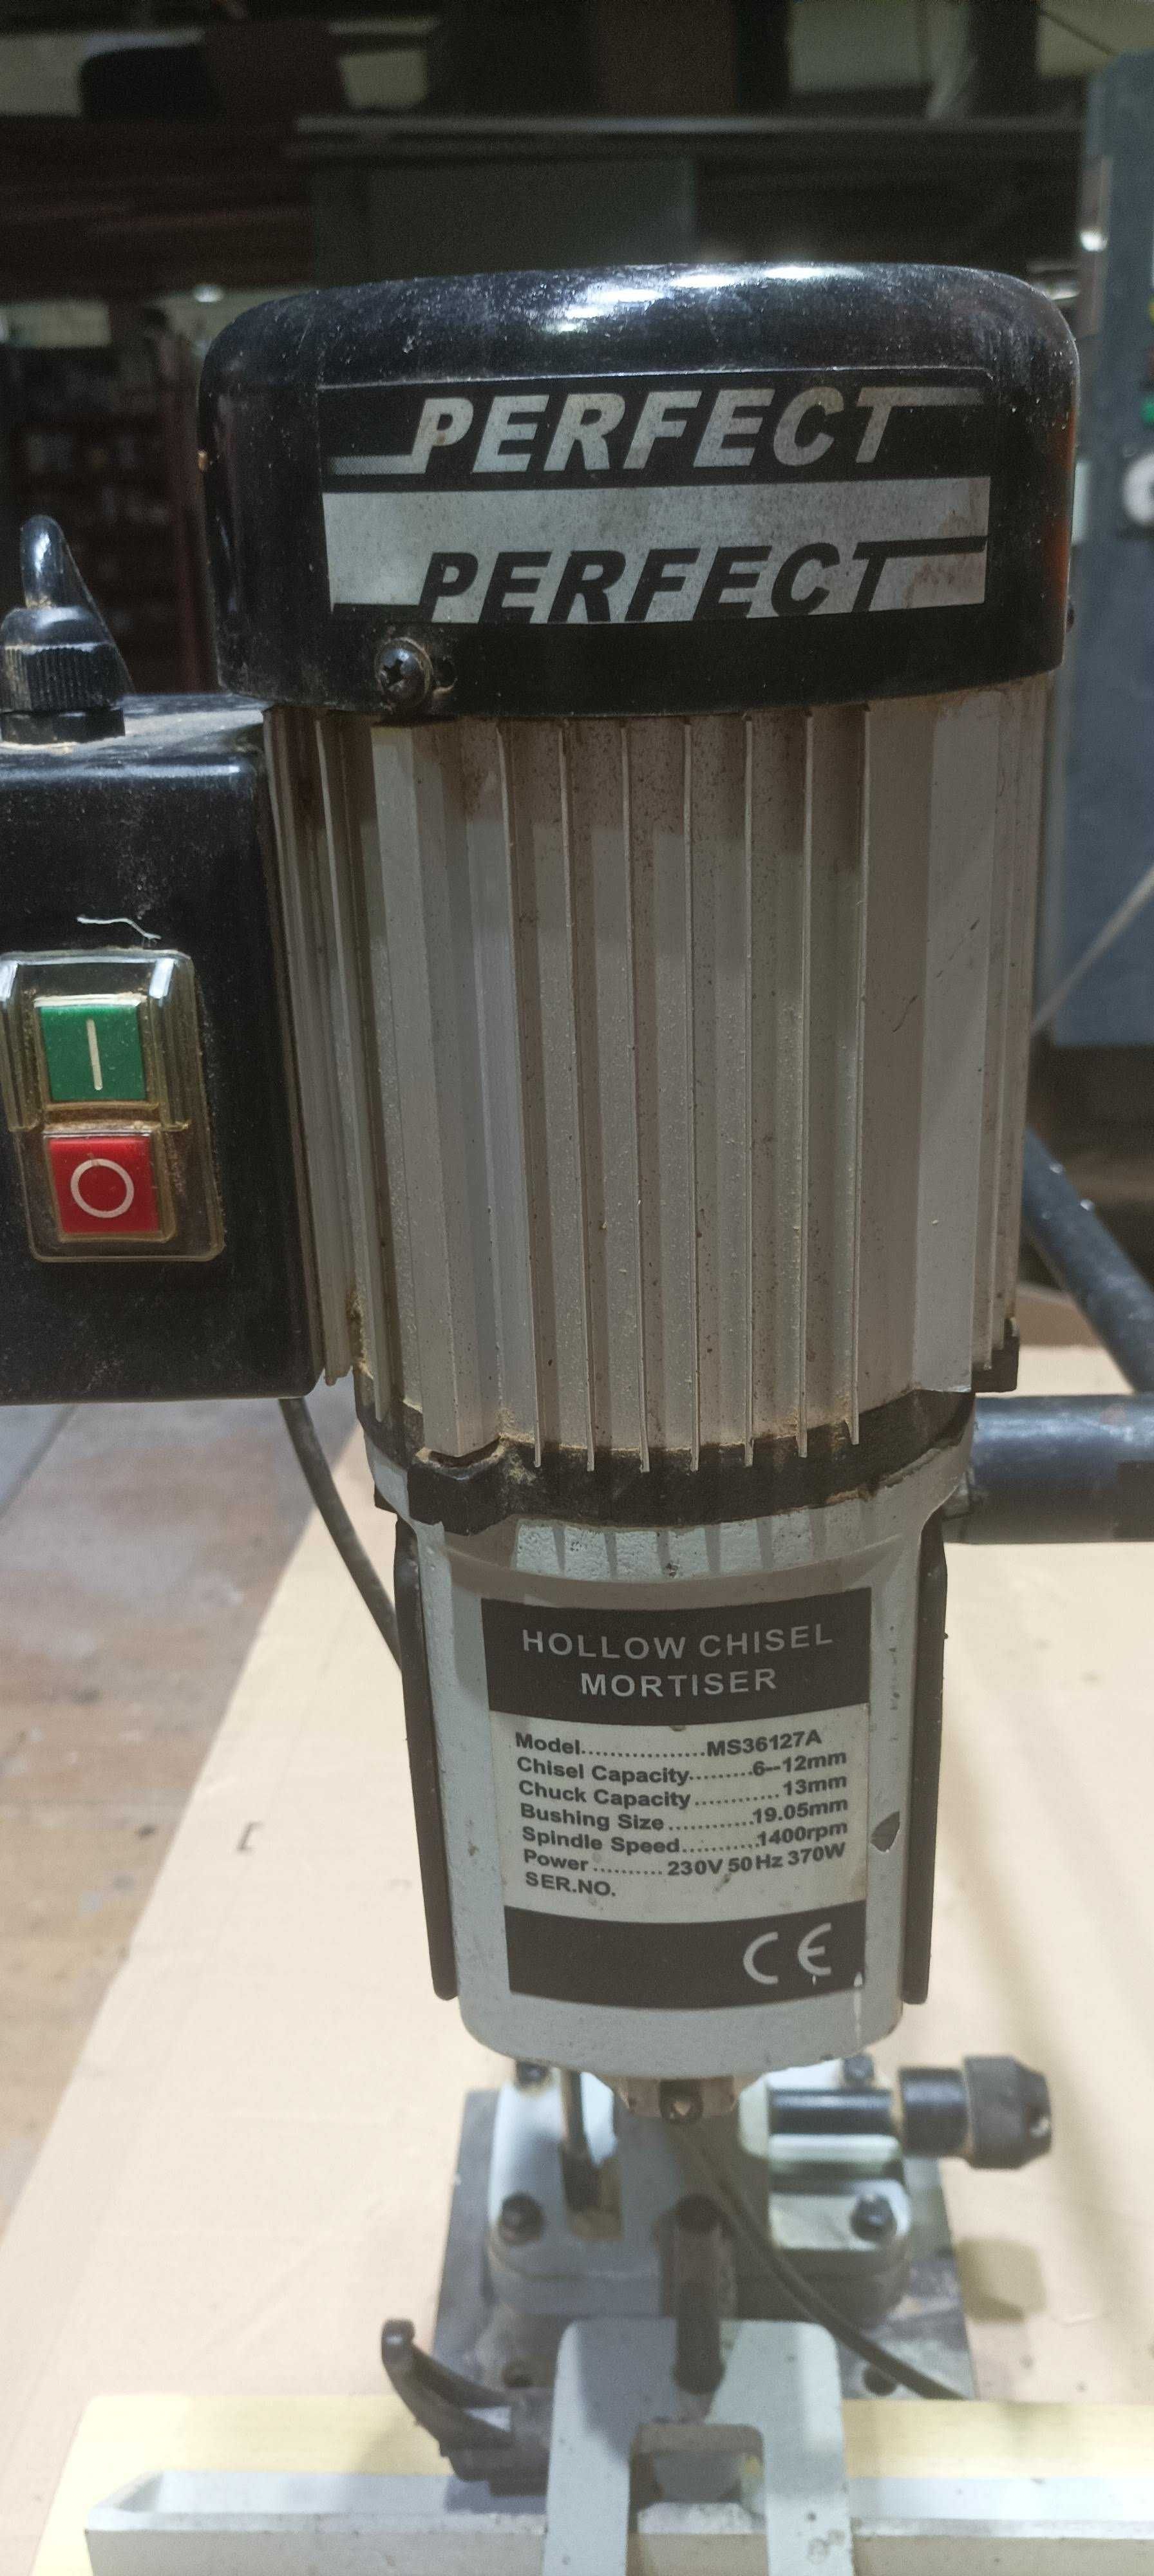 PERFECT
PERFECT
I
O
HOLLOW CHISEL
MORTISER
Model.................MS36127A
Chisel Capacity.........6--12mm
Chuck Capacity............13mm
Bushing Size............19.05mm
Spindle Speed...........1400rpm
Power..........230V 50Hz 370W
SER.NO.
CE